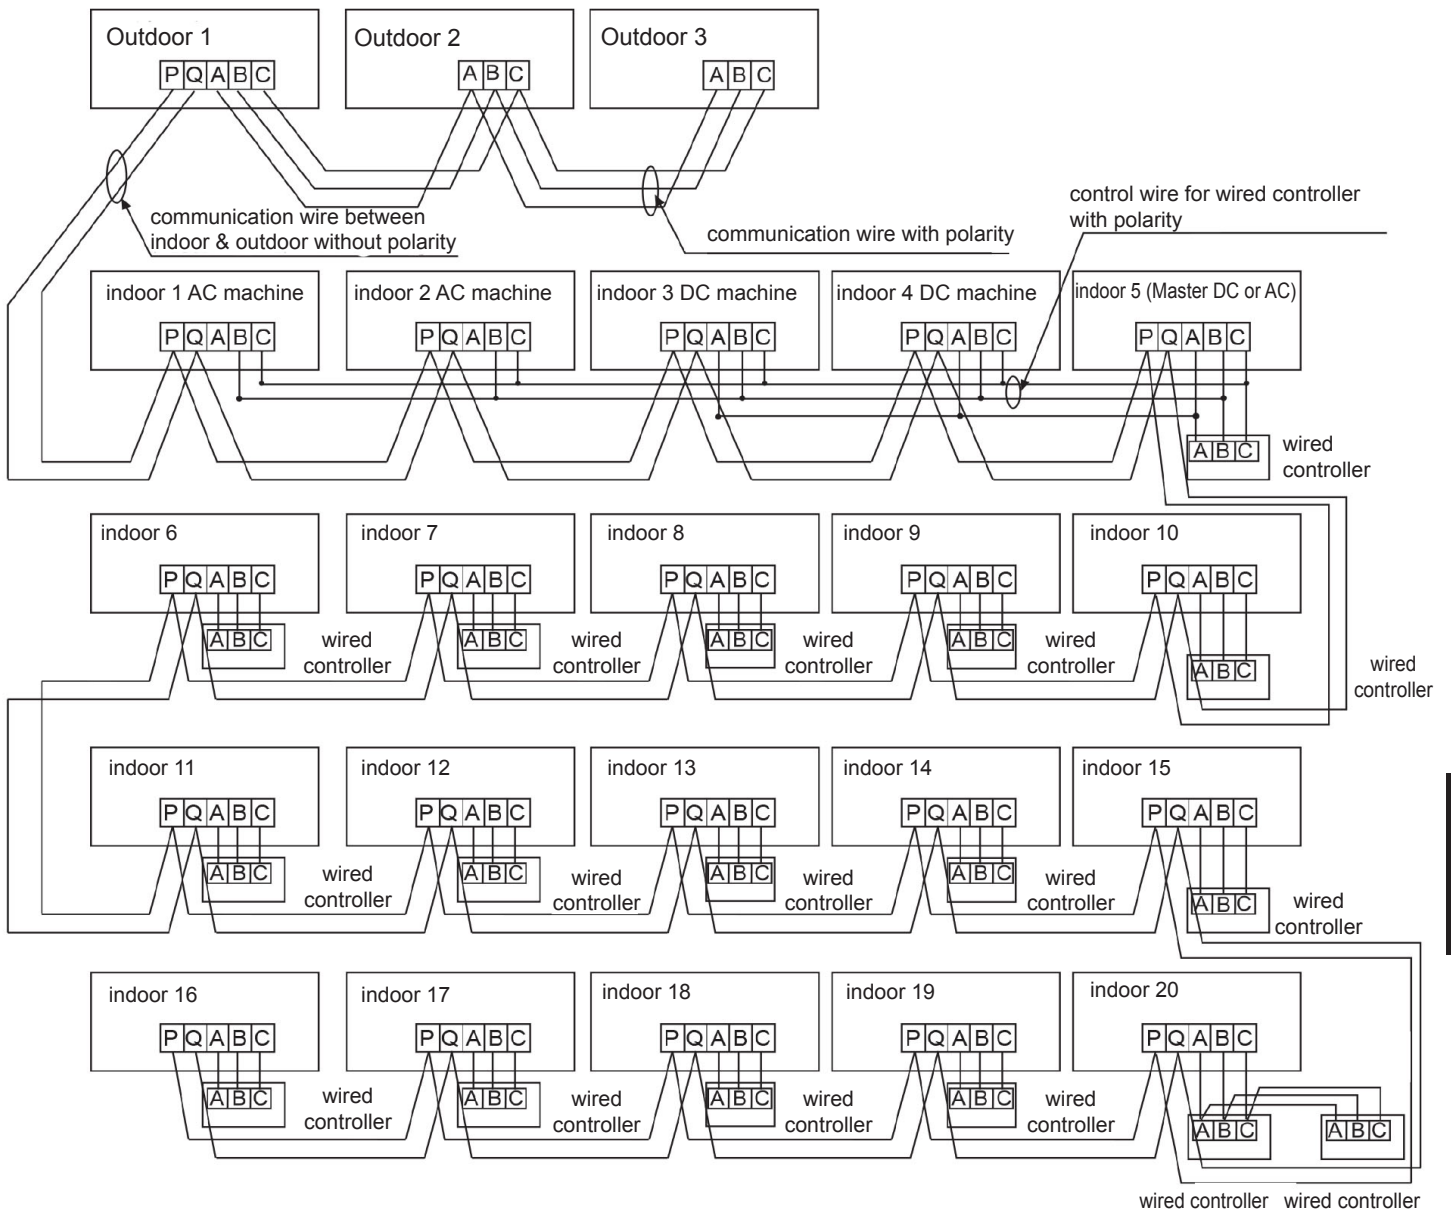 Outdoor 1
Outdoor 2
Outdoor 3
P Q A B C
A B C
A B C
communication wire between
indoor & outdoor without polarity
communication wire with polarity
control wire for wired controller
with polarity
indoor 1 AC machine
indoor 2 AC machine
indoor 3 DC machine
indoor 4 DC machine
indoor 5 (Master DC or AC)
P Q A B C
P Q A B C
P Q A B C
P Q A B C
P Q A B C
A B C
wired
controller
indoor 6
indoor 7
indoor 8
indoor 9
indoor 10
P Q A B C
P Q A B C
P Q A B C
P Q A B C
P Q A B C
A B C
wired
controller
A B C
wired
controller
A B C
wired
controller
A B C
wired
controller
A B C
wired
controller
indoor 11
indoor 12
indoor 13
indoor 14
indoor 15
P Q A B C
P Q A B C
P Q A B C
P Q A B C
P Q A B C
A B C
wired
controller
A B C
wired
controller
A B C
wired
controller
A B C
wired
controller
A B C
wired
controller
indoor 16
indoor 17
indoor 18
indoor 19
indoor 20
P Q A B C
P Q A B C
P Q A B C
P Q A B C
P Q A B C
A B C
wired
controller
A B C
wired
controller
A B C
wired
controller
A B C
wired
controller
A B C
A B C
wired controller
wired controller